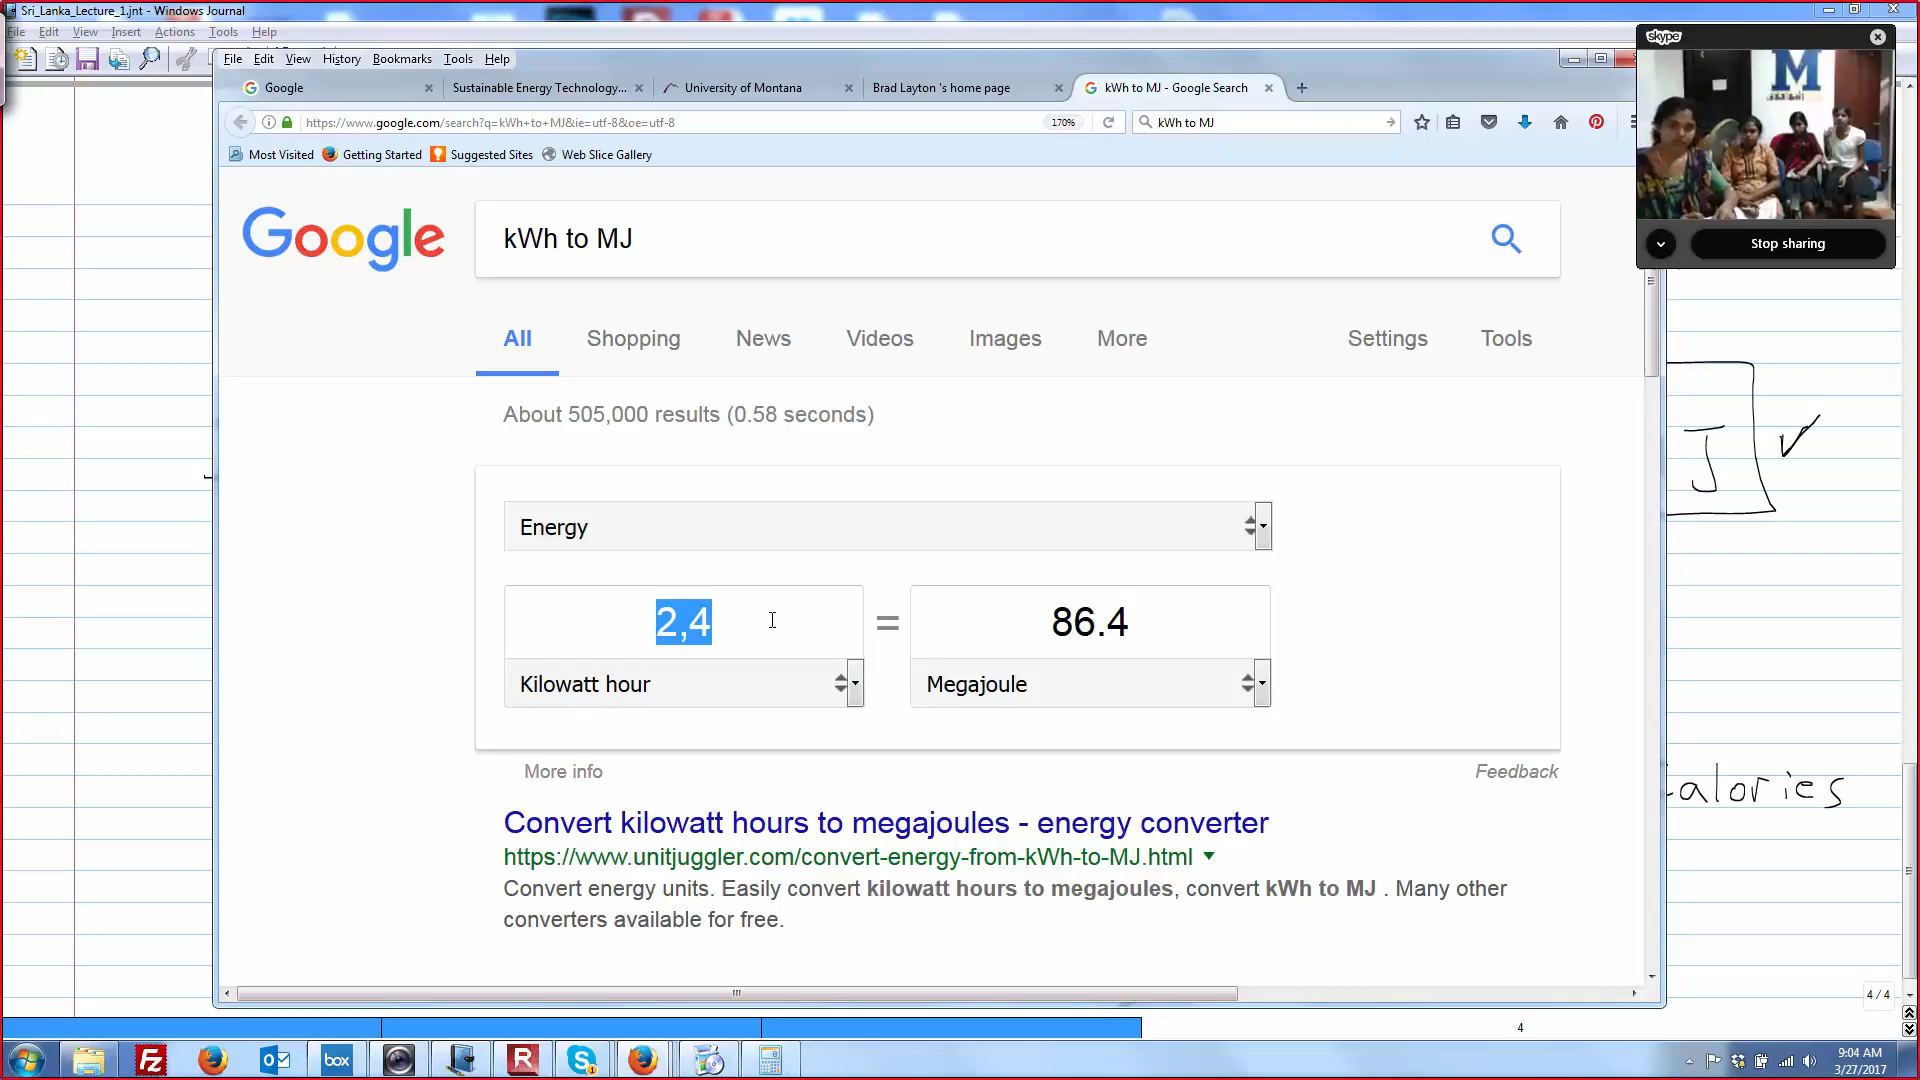 Sri_Lanka_Lecture_1.jnt - Windows Journal
File Edit View Insert Actions Tools Help
skype
File Edit View History Bookmarks Tools Help
Google
Sustainable Energy Technology...
University of Montana
Brad Layton 's home page
kWh to MJ - Google Search
https://www.google.com/search?q=kWh+to+MJ&ie=utf-8&oe=utf-8
170%
kWh to MJ
Most Visited
Getting Started
Suggested Sites
Web Slice Gallery
M
Stop sharing
Google
kWh to MJ
All Shopping News Videos Images More Settings Tools
About 505,000 results (0.58 seconds)
J
Energy
2,4 = 86.4
Kilowatt hour
Megajoule
More info
Feedback
alories
Convert kilowatt hours to megajoules - energy converter
https://www.unitjuggler.com/convert-energy-from-kWh-to-MJ.html
Convert energy units. Easily convert kilowatt hours to megajoules, convert kWh to MJ . Many other
converters available for free.
4 / 4
4
Fz
box
R
S
1
9:04 AM
3/27/2017